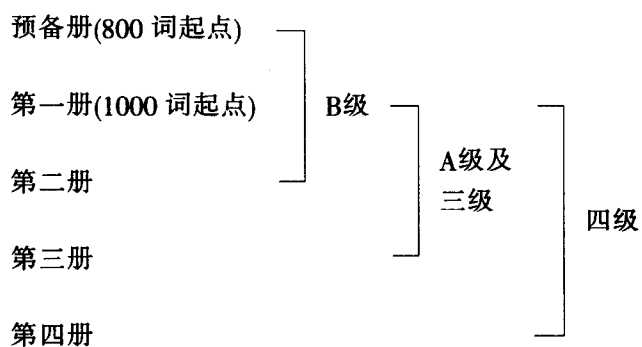 预备册(800 词起点)
第一册(1000 词起点)
B级
第二册
A级及
三级
四级
第三册
第四册